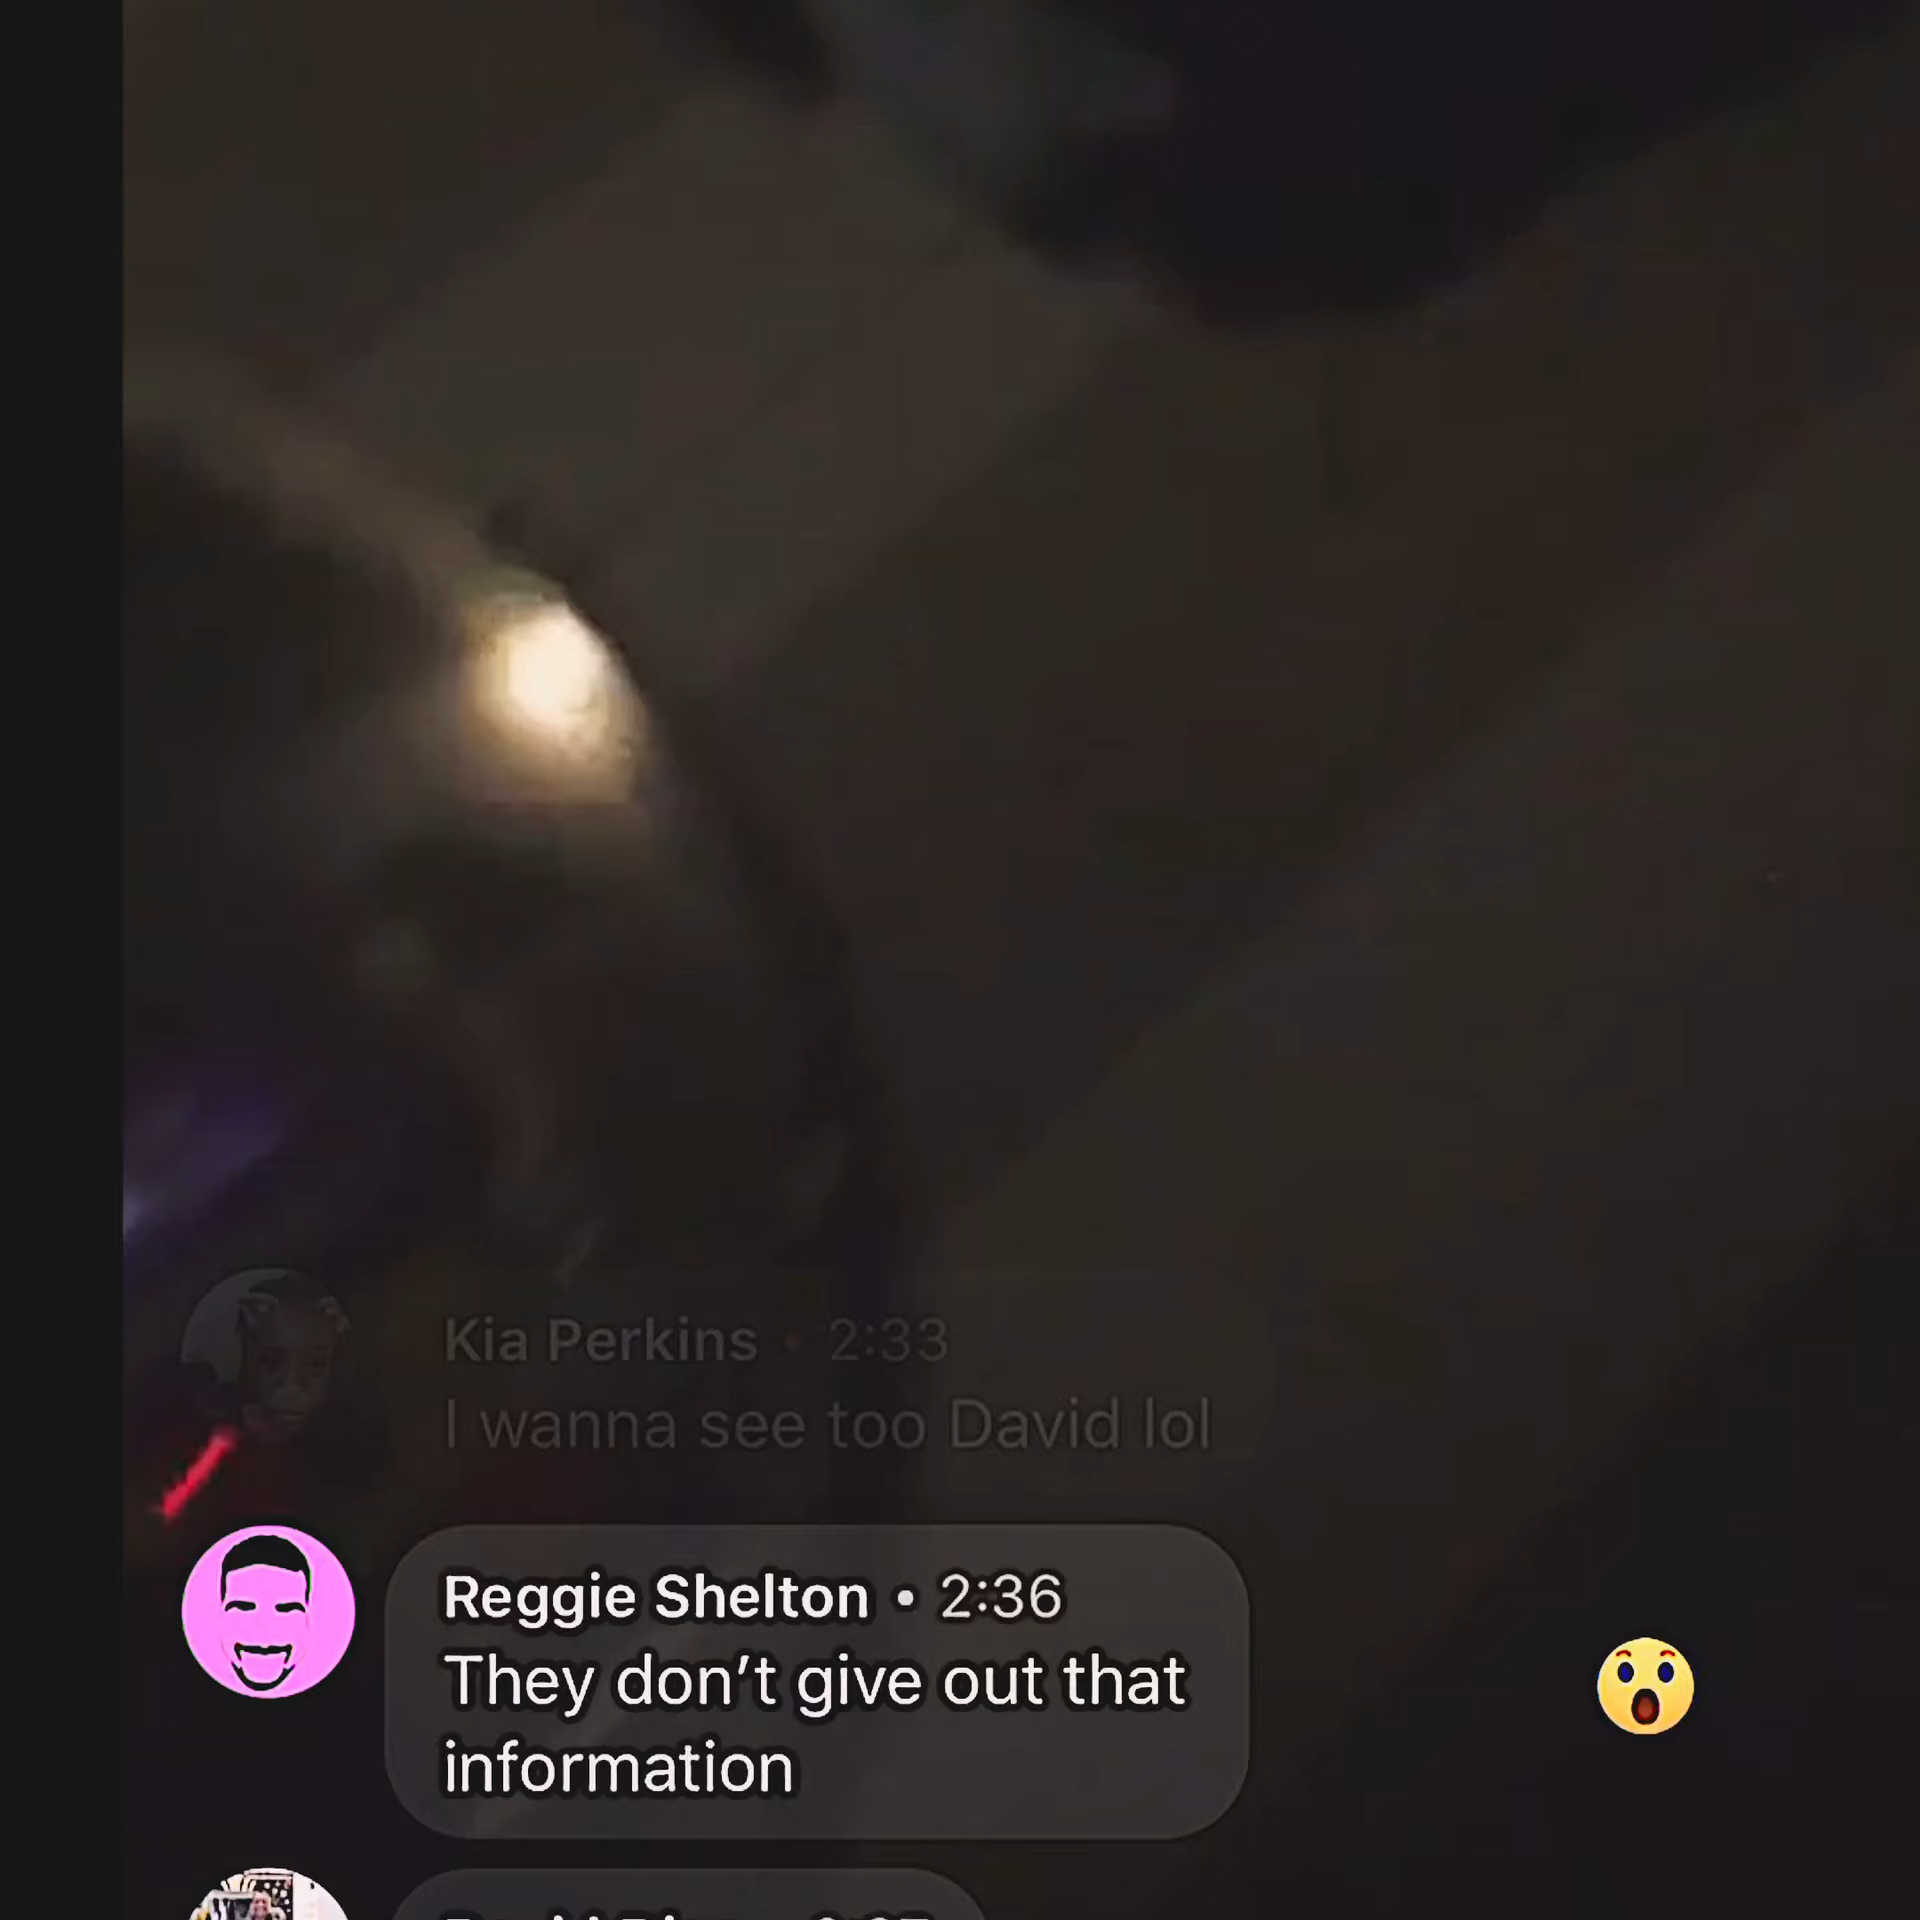 Kia Perkins • 2:33
I wanna see too David lol
Reggie Shelton • 2:36
They don’t give out that
information